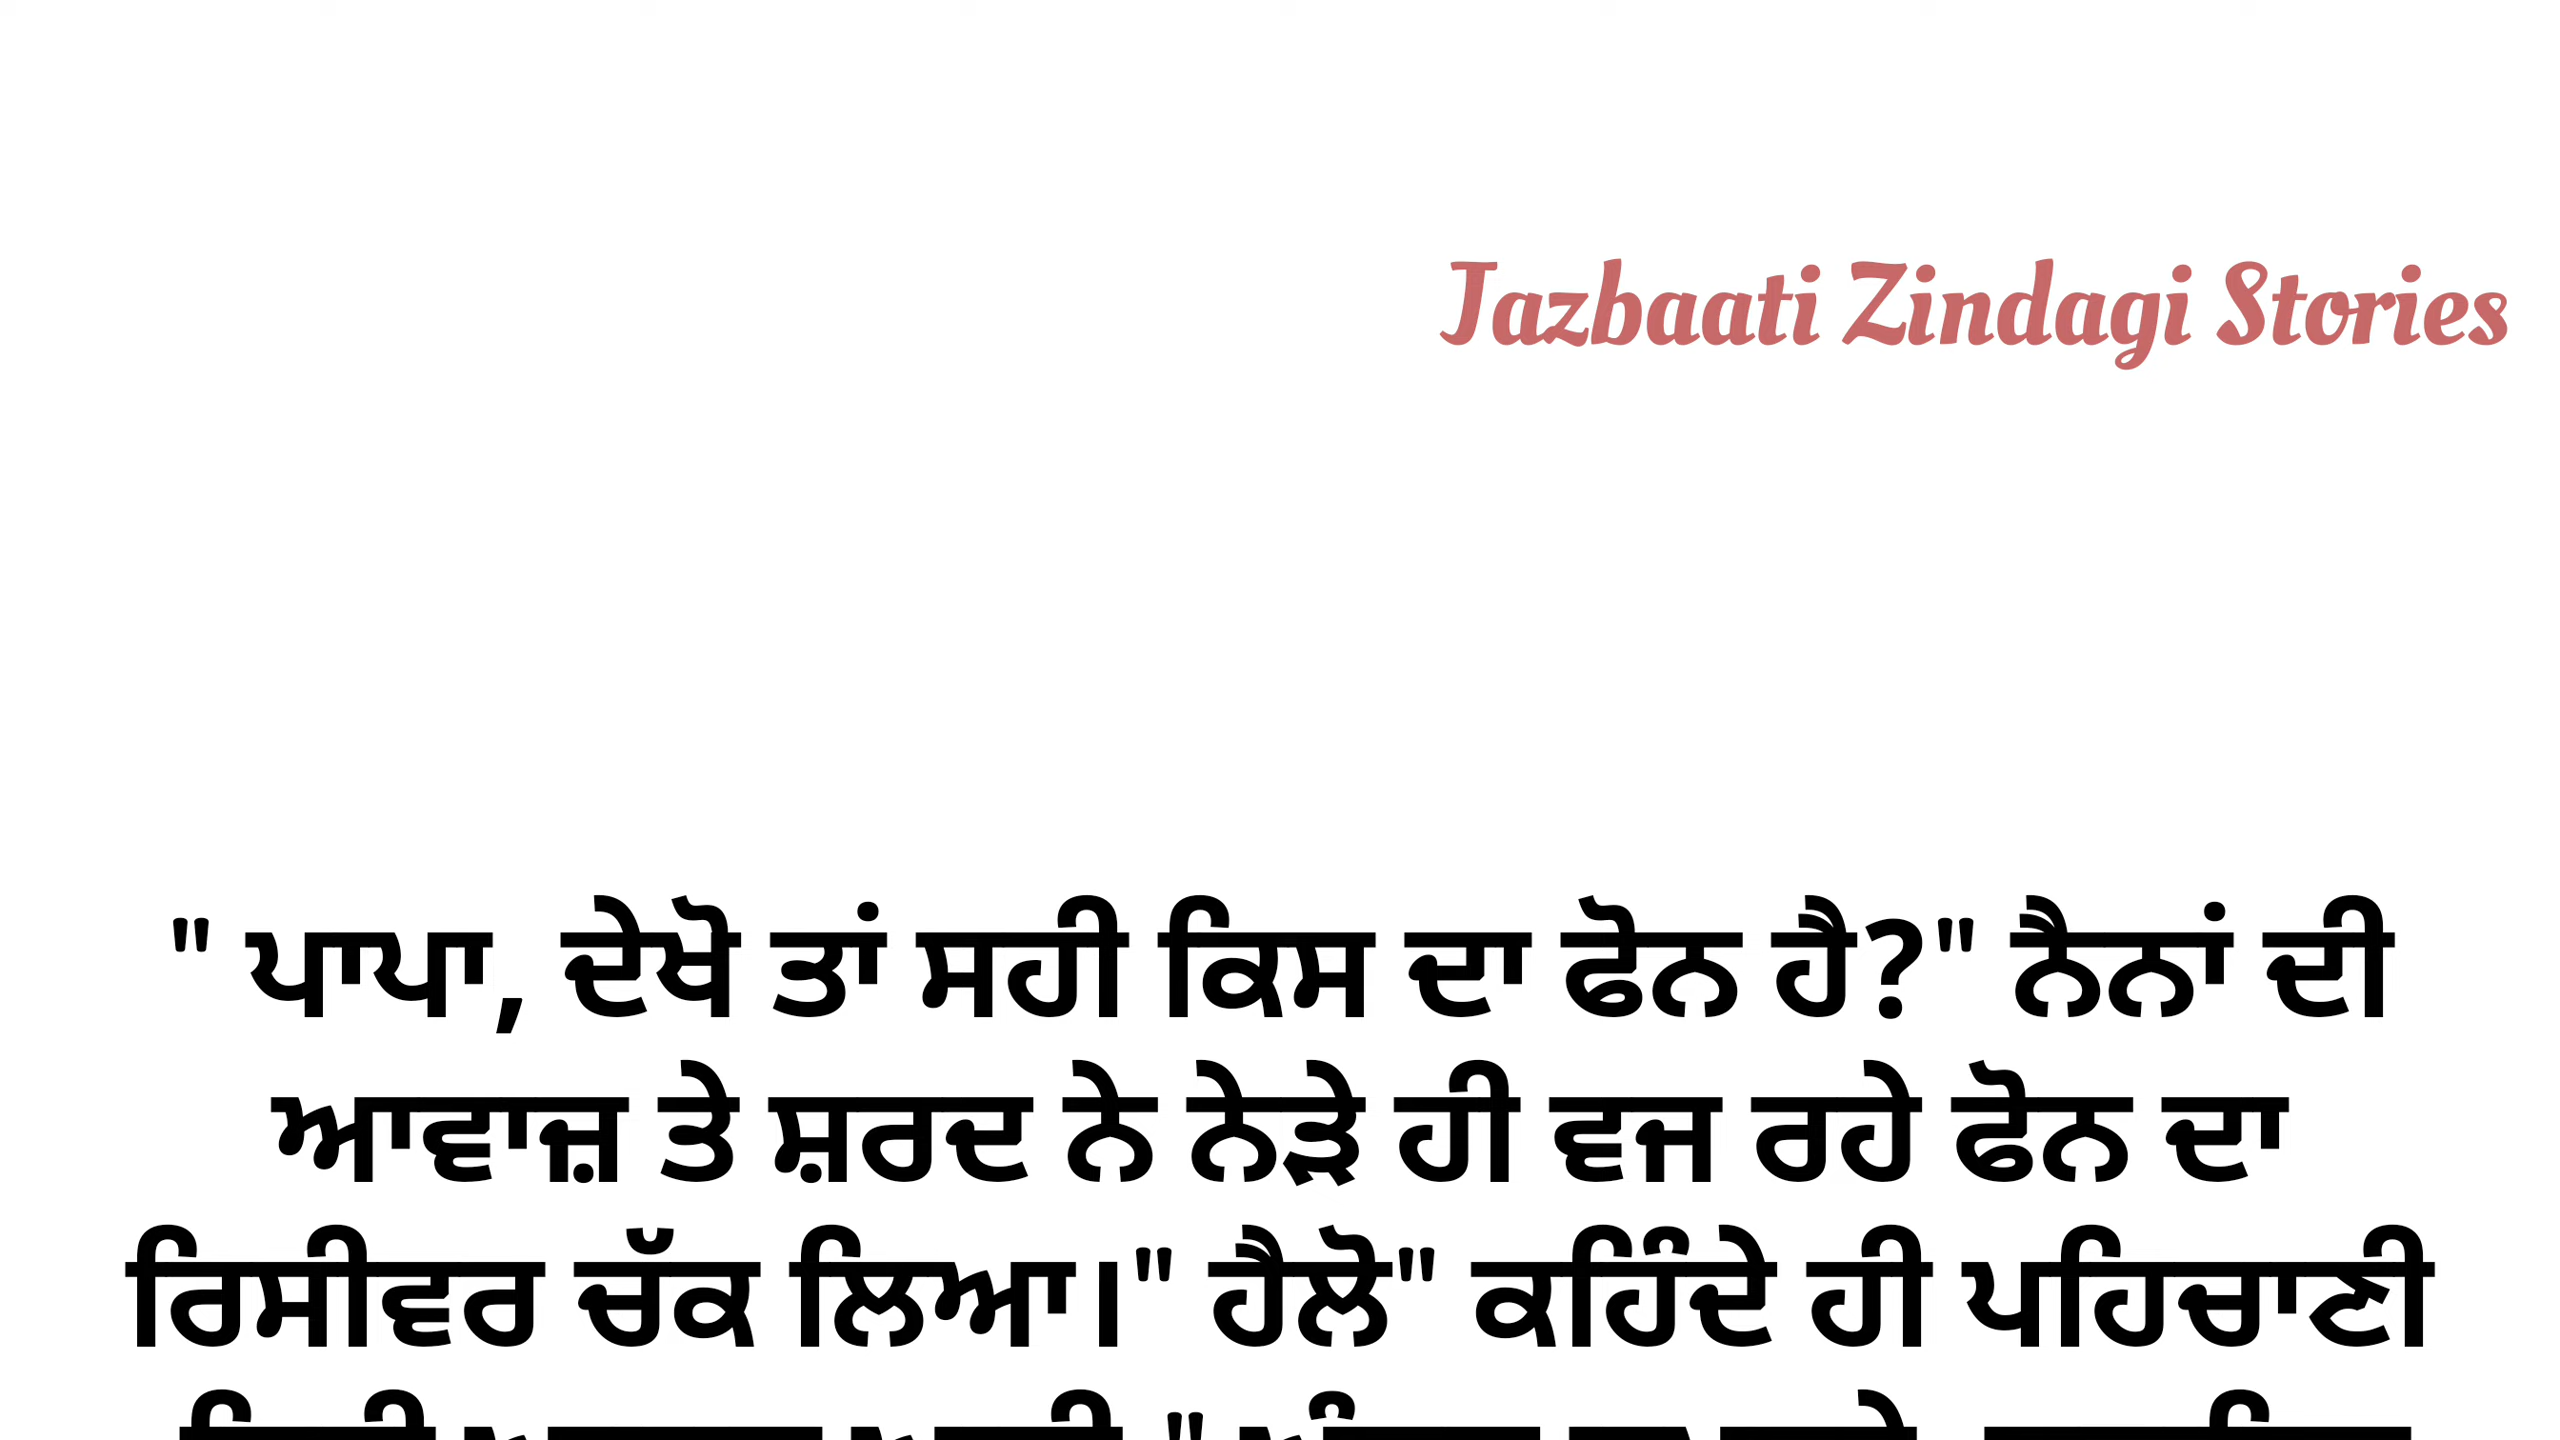 Jazbaati Zindagi Stories
" ਪਾਪਾ, ਦੇਖੋ ਤਾਂ ਸਹੀ ਕਿਸ ਦਾ ਫੋਨ ਹੈ?" ਨੈਨਾਂ ਦੀ
ਆਵਾਜ਼ ਤੇ ਸ਼ਰਦ ਨੇ ਨੇੜੇ ਹੀ ਵਜ ਰਹੇ ਫੋਨ ਦਾ
ਰਿਸੀਵਰ ਚੱਕ ਲਿਆ।" ਹੈਲੋ" ਕਹਿੰਦੇ ਹੀ ਪਹਿਚਾਣੀ